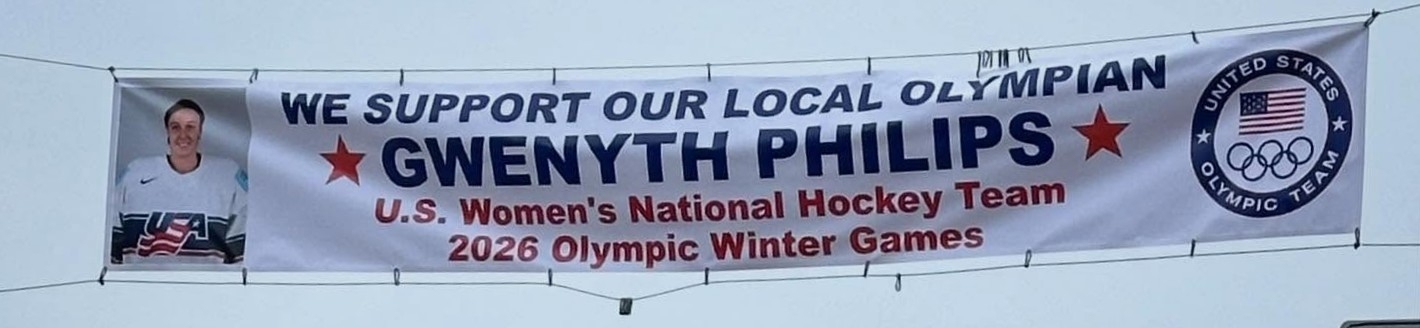 WE SUPPORT OUR LOCAL OLYMPIAN
GWENYTH PHILIPS
U.S. Women's National Hockey Team
2026 Olympic Winter Games
USA
UNITED STATES
OLYMPIC TEAM